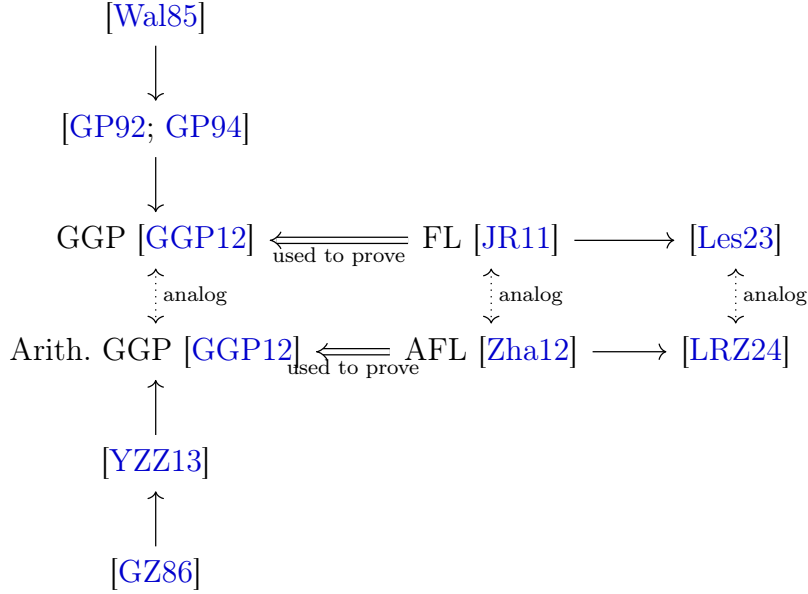 [Wal85]
[GP92; GP94]
GGP [GGP12] used to prove FL [JR11] [Les23]
analog analog analog
Arith. GGP [GGP12] used to prove AFL [Zha12] [LRZ24]
[YZZ13]
[GZ86]